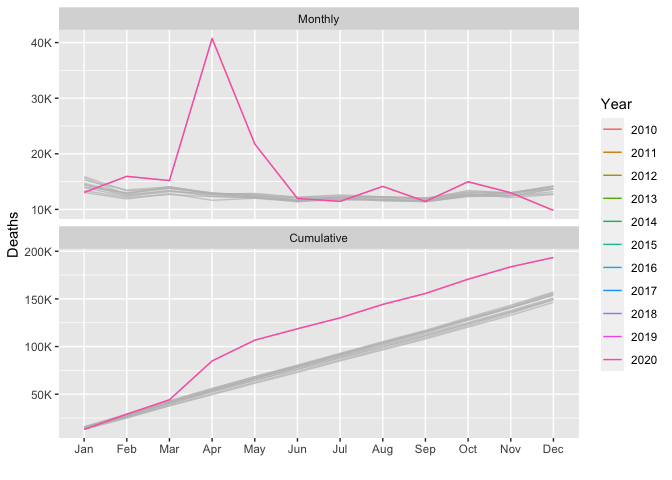 Monthly
40K
30K
20K
10K
Deaths
Cumulative
200K
150K
100K
50K
Jan Feb Mar Apr May Jun Jul Aug Sep Oct Nov Dec
Year
2010
2011
2012
2013
2014
2015
2016
2017
2018
2019
2020